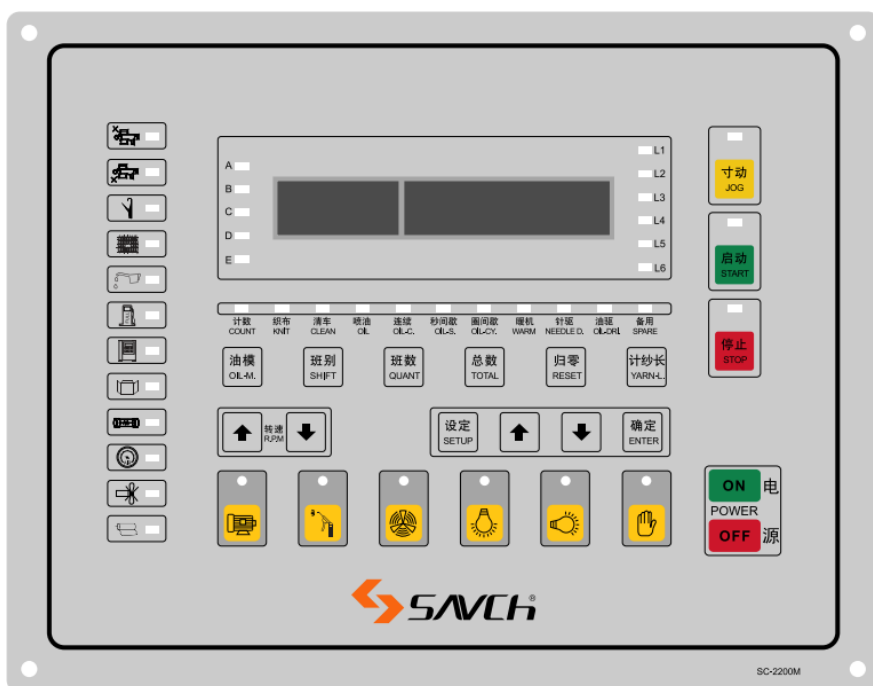 A
B
C
D
E
L1
L2
L3
L4
L5
L6
寸动
JOG
启动
START
停止
STOP
计数 织布 清车 喷油 连续 秒间歇 圈间歇 暖机 针驱 油驱 备用
COUNT KNIT CLEAN OIL OIL-C. OIL-S. OIL-CY. WARM NEEDLE D. OIL-DRI. SPARE
油模 班别 班数 总数 归零 计纱长
OIL-M. SHIFT QUANT TOTAL RESET YARN-L.
转速
R.P.M
设定
SETUP
确定
ENTER
ON 电
POWER
OFF 源
SAVCh®
SC-2200M